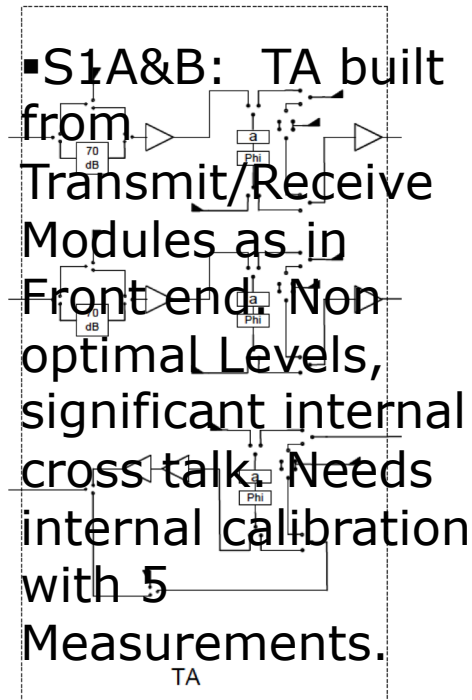 ▪S1A&B: TA built
from
Transmit/Receive
Modules as in
Front end. Non
optimal Levels,
significant internal
cross talk. Needs
internal calibration
with 5
Measurements.
70
dB
a
Phi
70
dB
a
Phi
a
Phi
TA